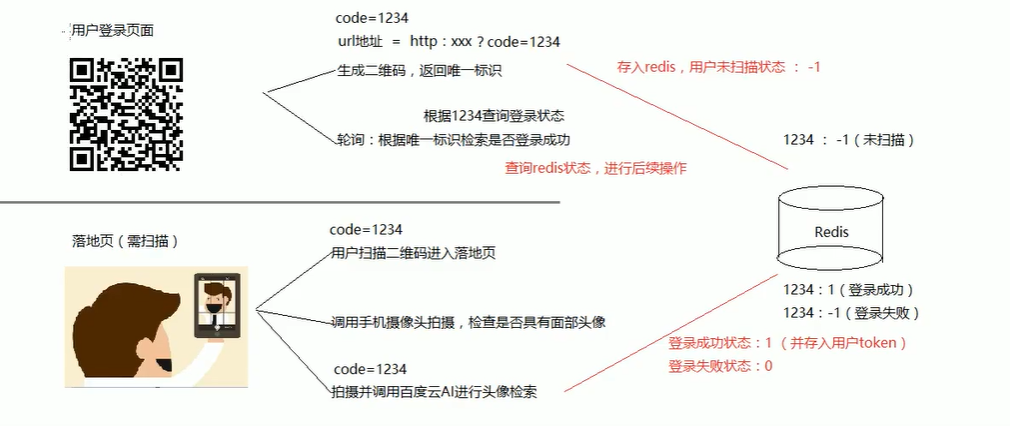 用户登录页面
code=1234
url地址 = http：xxx？code=1234
生成二维码，返回唯一标识
存入redis，用户未扫描状态 ： -1
根据1234查询登录状态
轮询：根据唯一标识检索是否登录成功
查询redis状态，进行后续操作
1234 ： -1（未扫描）
Redis
落地页（需扫描）
code=1234
用户扫描二维码进入落地页
调用手机摄像头拍摄，检查是否具有面部头像
code=1234
拍摄并调用百度云AI进行头像检索
1234：1（登录成功）
1234：-1（登录失败）
登录成功状态：1 （并存入用户token）
登录失败状态：0